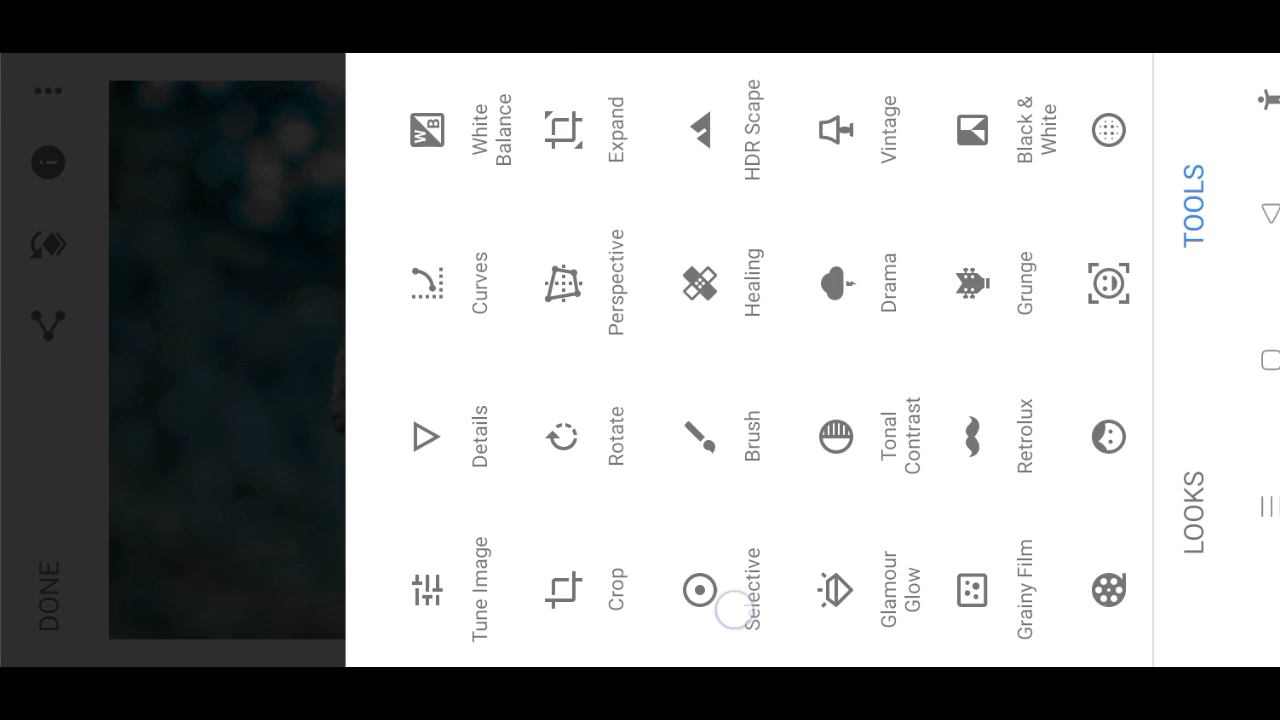 DONE
Tune Image
Details
Curves
White
Balance
WB
Crop
Rotate
Perspective
Expand
Selective
Brush
Healing
HDR Scape
Glamour
Glow
Tonal
Contrast
Drama
Vintage
Grainy Film
Retrolux
Grunge
Black &
White
LOOKS
TOOLS